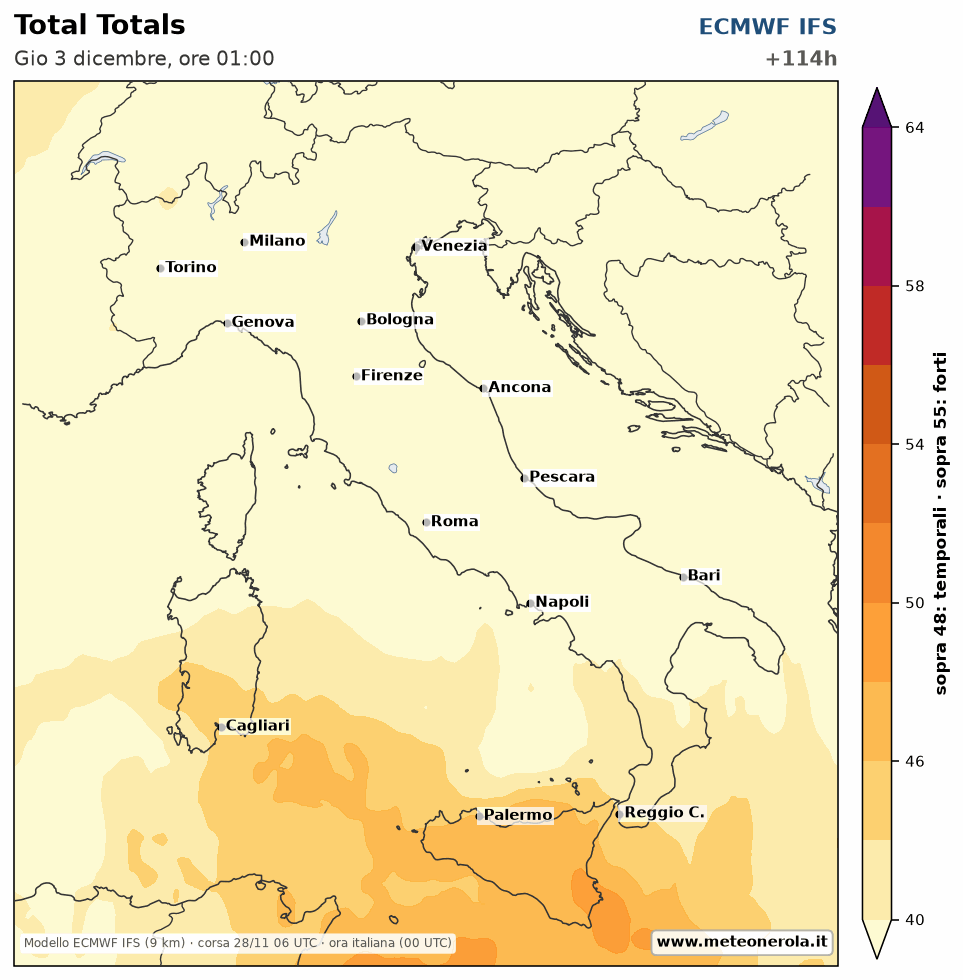 Total Totals
ECMWF IFS
Gio 3 dicembre, ore 01:00
+114h
Milano
Venezia
Torino
Genova
Bologna
Firenze
Ancona
Pescara
Roma
Bari
Napoli
Cagliari
Palermo
Reggio C.
64
58
54
50
46
40
sopra 48: temporali · sopra 55: forti
Modello ECMWF IFS (9 km) · corsa 28/11 06 UTC · ora italiana (00 UTC)
www.meteonerola.it